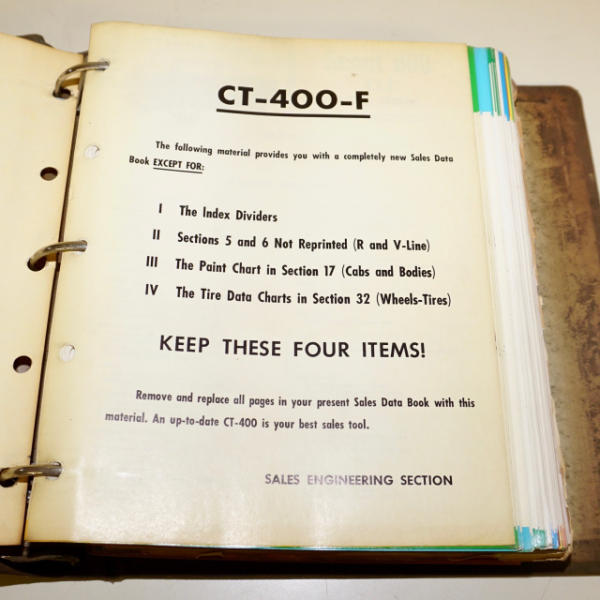 CT-400-F
The following material provides you with a completely new Sales Data
Book EXCEPT FOR:
I The Index Dividers
II Sections 5 and 6 Not Reprinted (R and V-Line)
III The Paint Chart in Section 17 (Cabs and Bodies)
IV The Tire Data Charts in Section 32 (Wheels-Tires)
KEEP THESE FOUR ITEMS!
Remove and replace all pages in your present Sales Data Book with this
material. An up-to-date CT-400 is your best sales tool.
SALES ENGINEERING SECTION